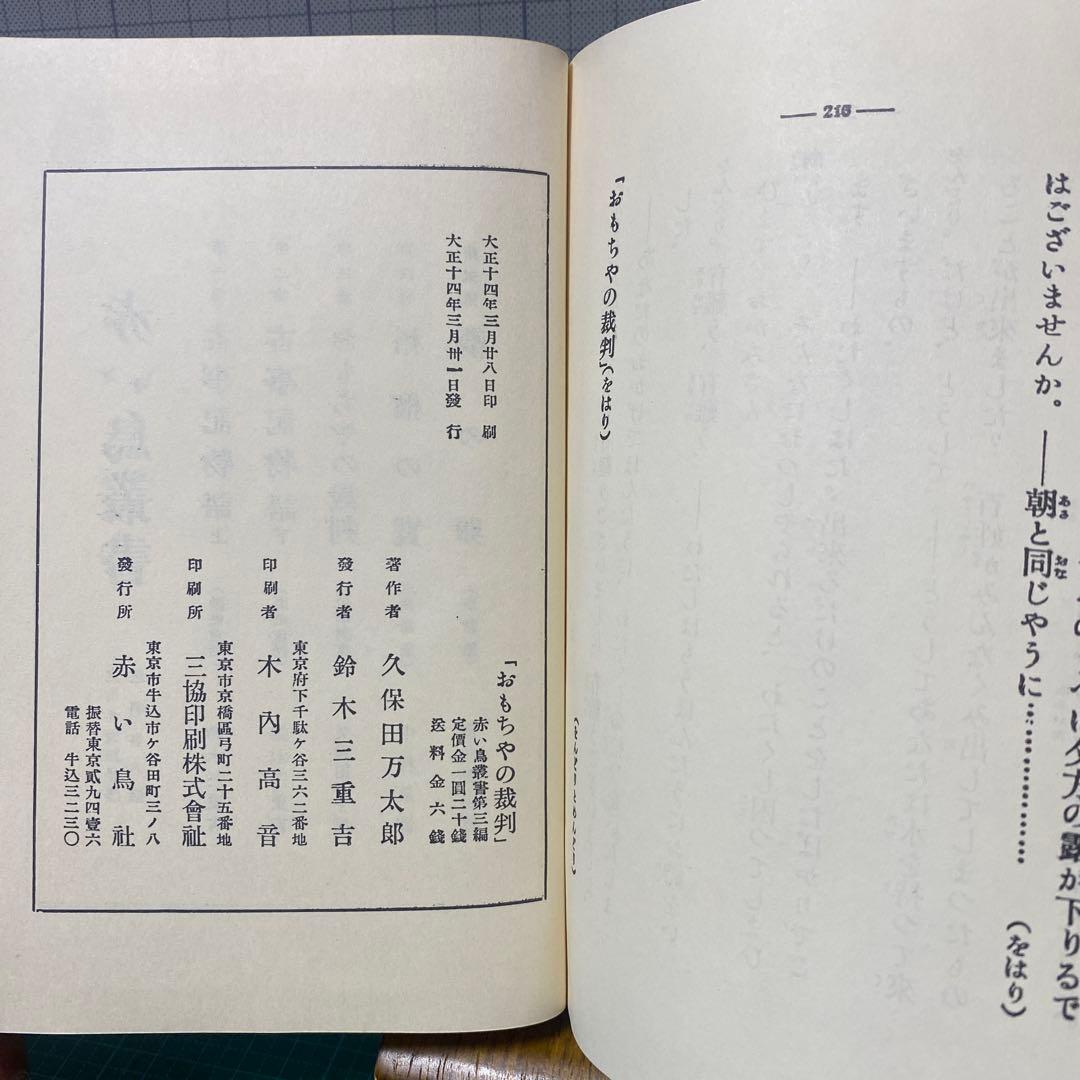 215
下りるで
はございませんか。――朝と同じやうに……………
あさ
おな
(をはり)
「おもちやの裁判」(をはり)
大正十四年三月廿八日印刷
大正十四年三月卅一日發行
「おもちやの裁判」
赤い鳥叢書第三編
定價金一圓二十錢
送料金六錢
著作者 久保田万太郎
發行者 鈴木三重吉
東京府下千駄ヶ谷三六二番地
印刷者 木內高音
東京市京橋區弓町二十五番地
印刷所 三協印刷株式會社
東京市牛込市ヶ谷田町三ノ八
發行所 赤い鳥社
振替東京貳九四壹六
電話 牛込三二三〇